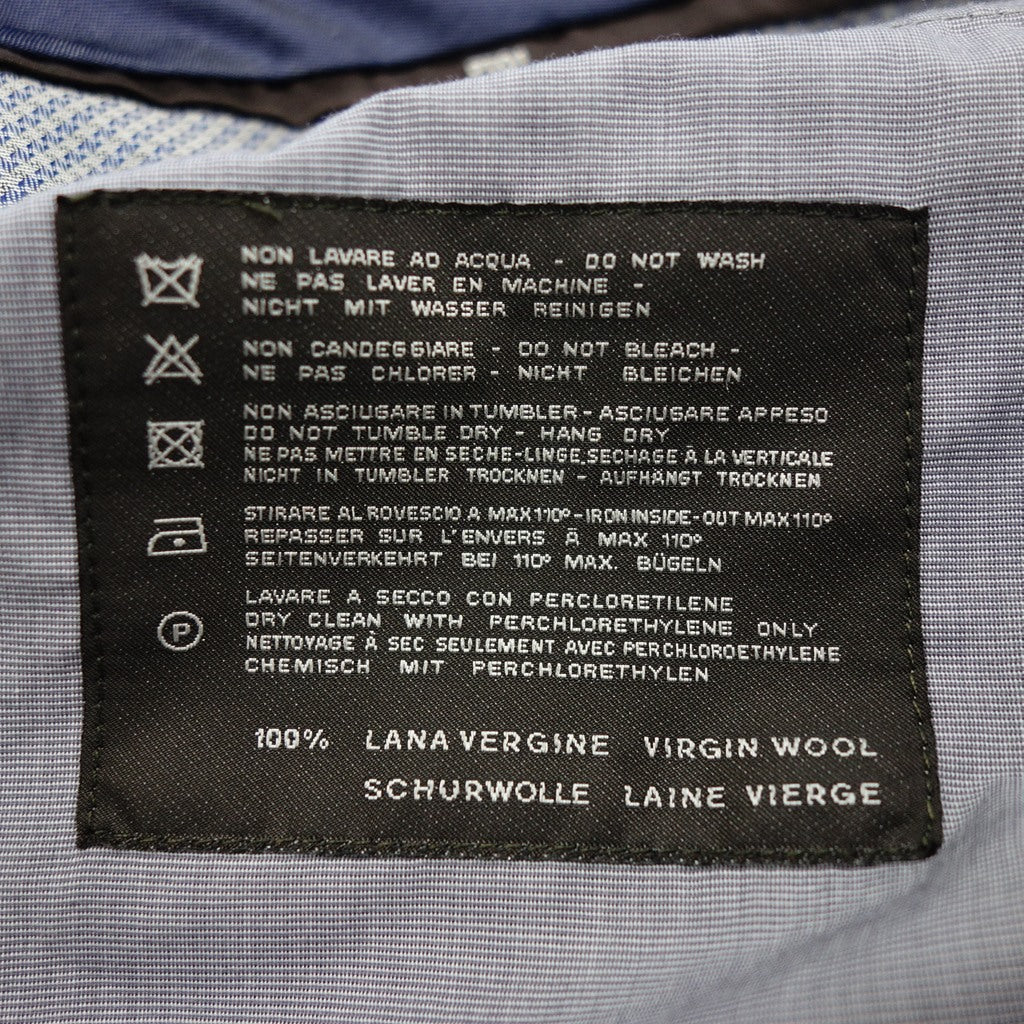 NON LAVARE AD ACQUA - DO NOT WASH
NE PAS LAVER EN MACHINE -
NICHT MIT WASSER REINIGEN
NON CANDEGGIARE - DO NOT BLEACH -
NE PAS CHLORER - NICHT BLEICHEN
NON ASCIUGARE IN TUMBLER - ASCIUGARE APPESO
DO NOT TUMBLE DRY - HANG DRY
NE PAS METTRE EN SECHE-LINGE.SECHAGE À LA VERTICALE
NICHT IN TUMBLER TROCKNEN - AUFHÄNGT TROCKNEN
STIRARE AL ROVESCIO A MAX 110° - IRON INSIDE-OUT MAX 110°
REPASSER SUR L'ENVERS À MAX 110°
SEITENVERKEHRT BEI 110° MAX. BÜGELN
P
LAVARE A SECCO CON PERCLORETILENE
DRY CLEAN WITH PERCHLORETHYLENE ONLY
NETTOYAGE À SEC SEULEMENT AVEC PERCHLOROETHYLENE
CHEMISCH MIT PERCHLORETHYLEN
100% LANA VERGINE VIRGIN WOOL
SCHURWOLLE LAINE VIERGE